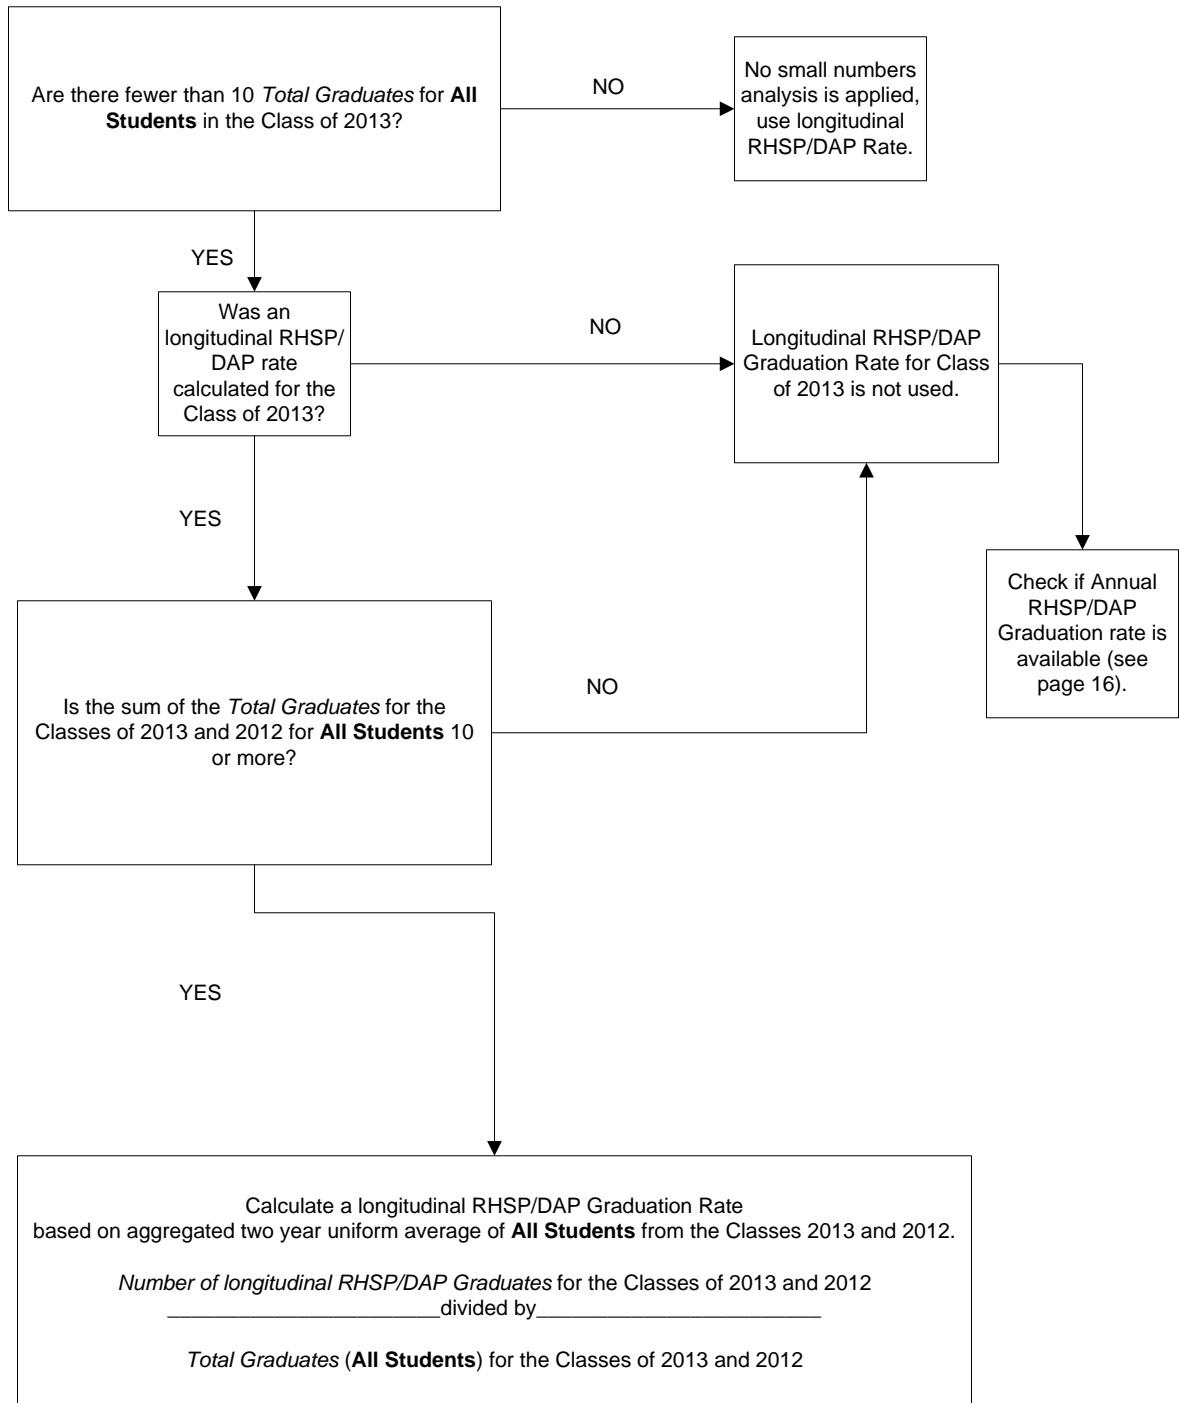 Are there fewer than 10 Total Graduates for All
Students in the Class of 2013?
NO
No small numbers
analysis is applied,
use longitudinal
RHSP/DAP Rate.
YES
Was an
longitudinal RHSP/
DAP rate
calculated for the
Class of 2013?
NO
Longitudinal RHSP/DAP
Graduation Rate for Class
of 2013 is not used.
YES
Check if Annual
RHSP/DAP
Graduation rate is
available (see
page 16).
Is the sum of the Total Graduates for the
Classes of 2013 and 2012 for All Students 10
or more?
NO
YES
Calculate a longitudinal RHSP/DAP Graduation Rate
based on aggregated two year uniform average of All Students from the Classes 2013 and 2012.
Number of longitudinal RHSP/DAP Graduates for the Classes of 2013 and 2012
_______________________divided by________________________
Total Graduates (All Students) for the Classes of 2013 and 2012